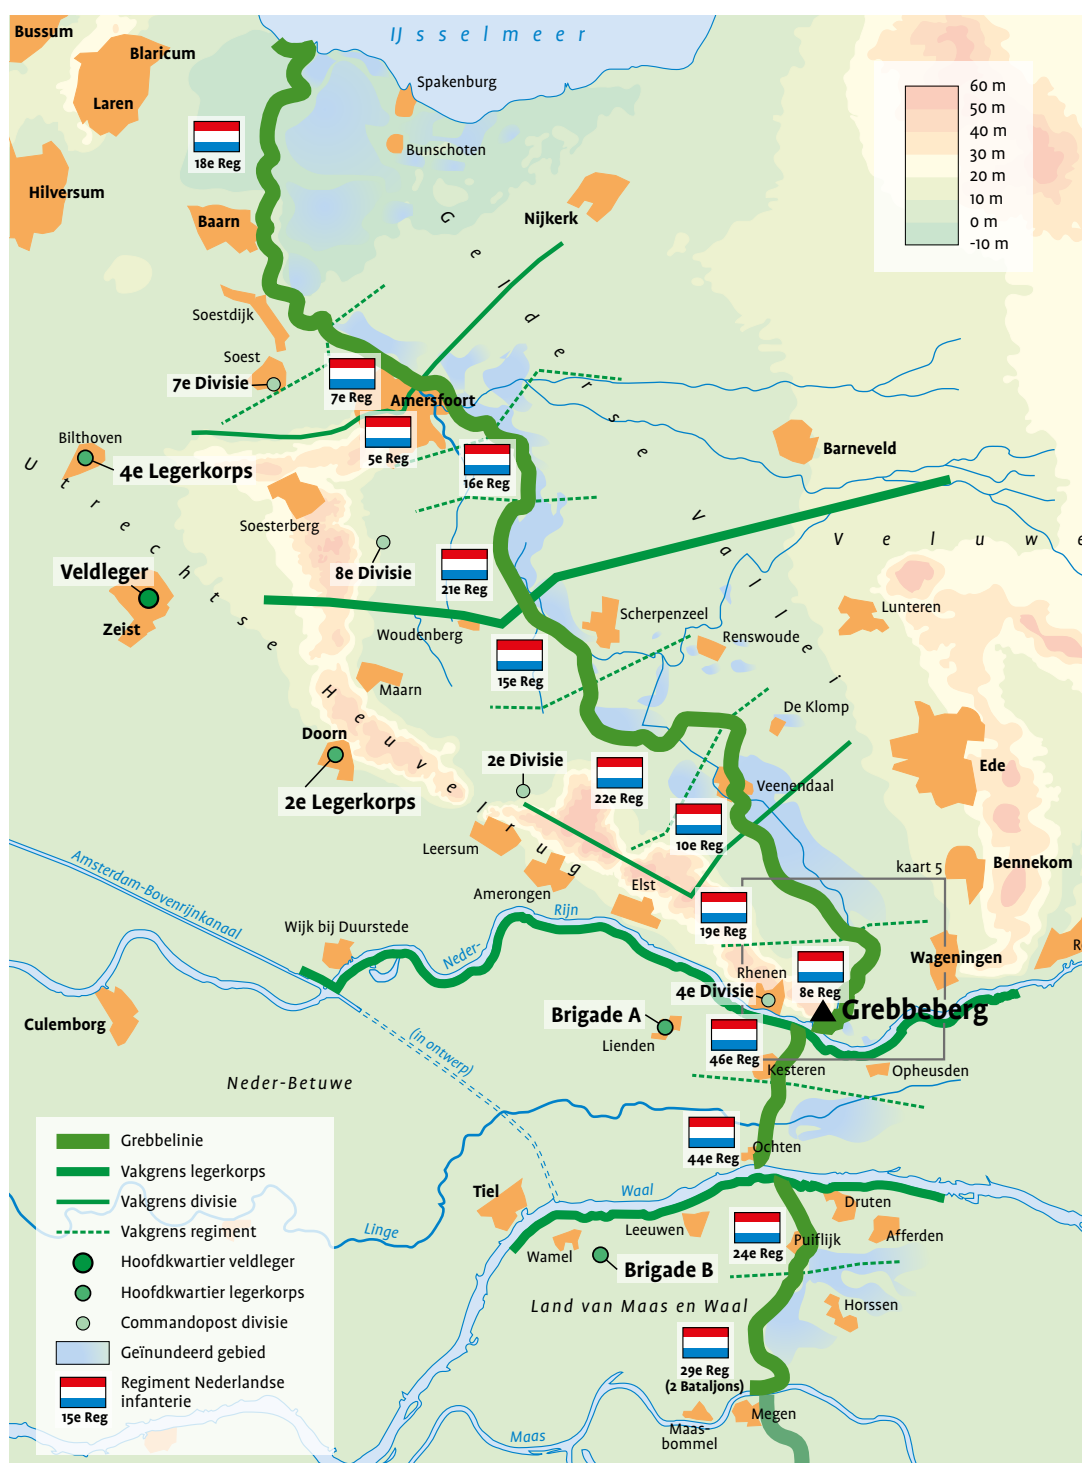 IJsselmeer
Bussum
Blaricum
Laren
Spakenburg
Bunschoten
18e Reg
Hilversum
Baarn
Nijkerk
60 m
50 m
40 m
30 m
20 m
10 m
0 m
-10 m
Gelderse Vallei
Soestdijk
Soest
7e Divisie
7e Reg
Amersfoort
5e Reg
16e Reg
Barneveld
Bilthoven
4e Legerkorps
Utrechtse Heuvelrug
Soesterberg
Veluwe
8e Divisie
21e Reg
Veldleger
Zeist
Woudenberg
Scherpenzeel
Renswoude
Lunteren
15e Reg
Maarn
De Klomp
Doorn
2e Divisie
2e Legerkorps
22e Reg
Veenendaal
Ede
10e Reg
Leersum
Amerongen
Elst
kaart 5
Bennekom
Amsterdam-Bovenrijnkanaal
Wijk bij Duurstede
Neder-
Rijn
19e Reg
Rhenen
8e Reg
Wageningen
R
4e Divisie
Grebbeberg
Culemborg
Brigade A
Lienden
46e Reg
Kesteren
Opheusden
(In ontwerp)
Neder-Betuwe
44e Reg
Ochten
Tiel
Waal
Linge
Leeuwen
Wamel
Druten
Afferden
Puiflijk
24e Reg
Brigade B
Land van Maas en Waal
Horssen
29e Reg
(2 Bataljons)
Megen
Maas-
bommel
Maas
Grebbelinie
Vakgrens legerkorps
Vakgrens divisie
Vakgrens regiment
Hoofdkwartier veldleger
Hoofdkwartier legerkorps
Commandopost divisie
Geïnundeerd gebied
Regiment Nederlandse
infanterie
15e Reg